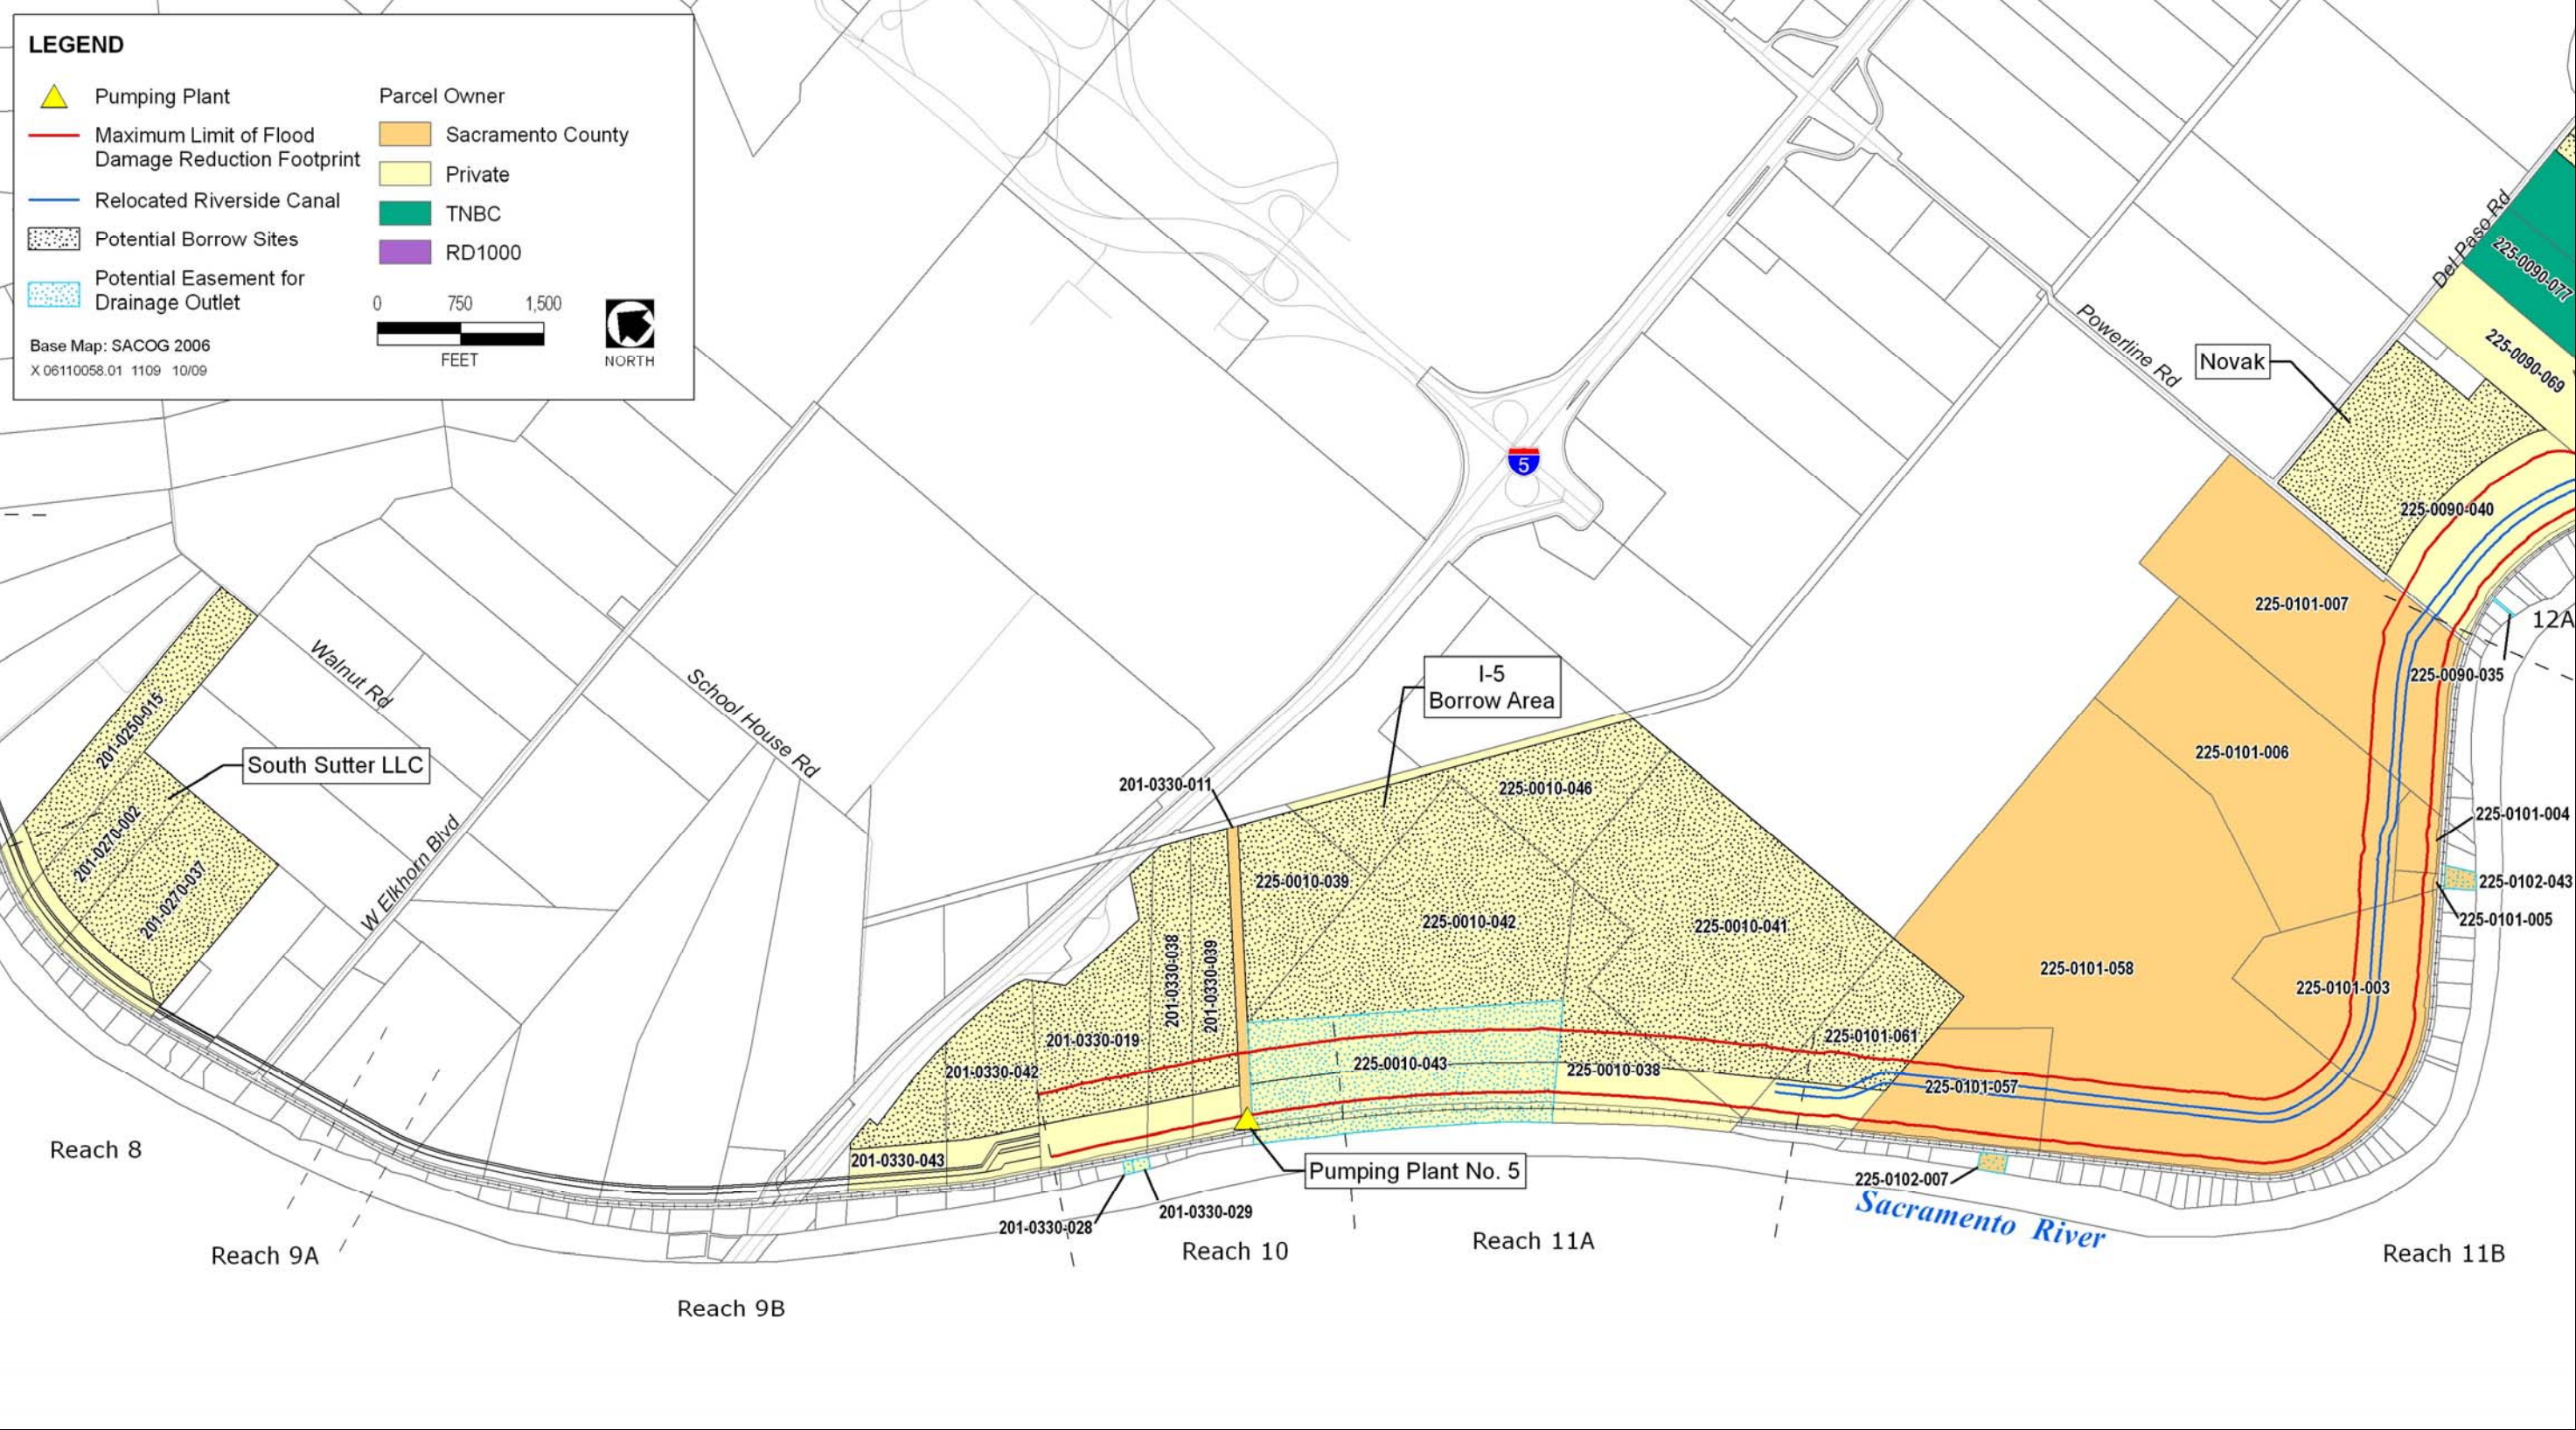 LEGEND
Pumping Plant
Maximum Limit of Flood
Damage Reduction Footprint
Relocated Riverside Canal
Potential Borrow Sites
Potential Easement for
Drainage Outlet
Parcel Owner
Sacramento County
Private
TNBC
RD1000
0 750 1,500
FEET
NORTH
Base Map: SACOG 2006
X 06110058.01 1109 10/09
Del Paso Rd
225-0090-077
Powerline Rd
Novak
225-0090-069
5
225-0090-040
225-0101-007
12A
Walnut Rd
School House Rd
I-5
Borrow Area
225-0090-035
201-0250-015
South Sutter LLC
225-0101-006
201-0330-011
225-0010-046
225-0101-004
201-0270-002
W Elkhorn Blvd
225-0010-039
225-0102-043
201-0270-037
225-0010-042
225-0010-041
225-0101-005
201-0330-038
201-0330-039
225-0101-058
225-0101-003
201-0330-019
225-0101-061
201-0330-042
225-0010-043
225-0010-038
225-0101-057
Reach 8
201-0330-043
Pumping Plant No. 5
225-0102-007
201-0330-028
201-0330-029
Sacramento River
Reach 9A
Reach 10
Reach 11A
Reach 11B
Reach 9B